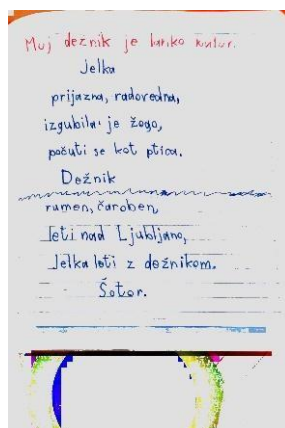 Moj dežnik je lahko
Jelka
prijazna, radovedna,
izgubila je žogo,
počuti se kot ptica.
Dežnik
rumen, čaroben,
leti nad Ljubljano,
Jelka leti z dežnikom.
Šotor.